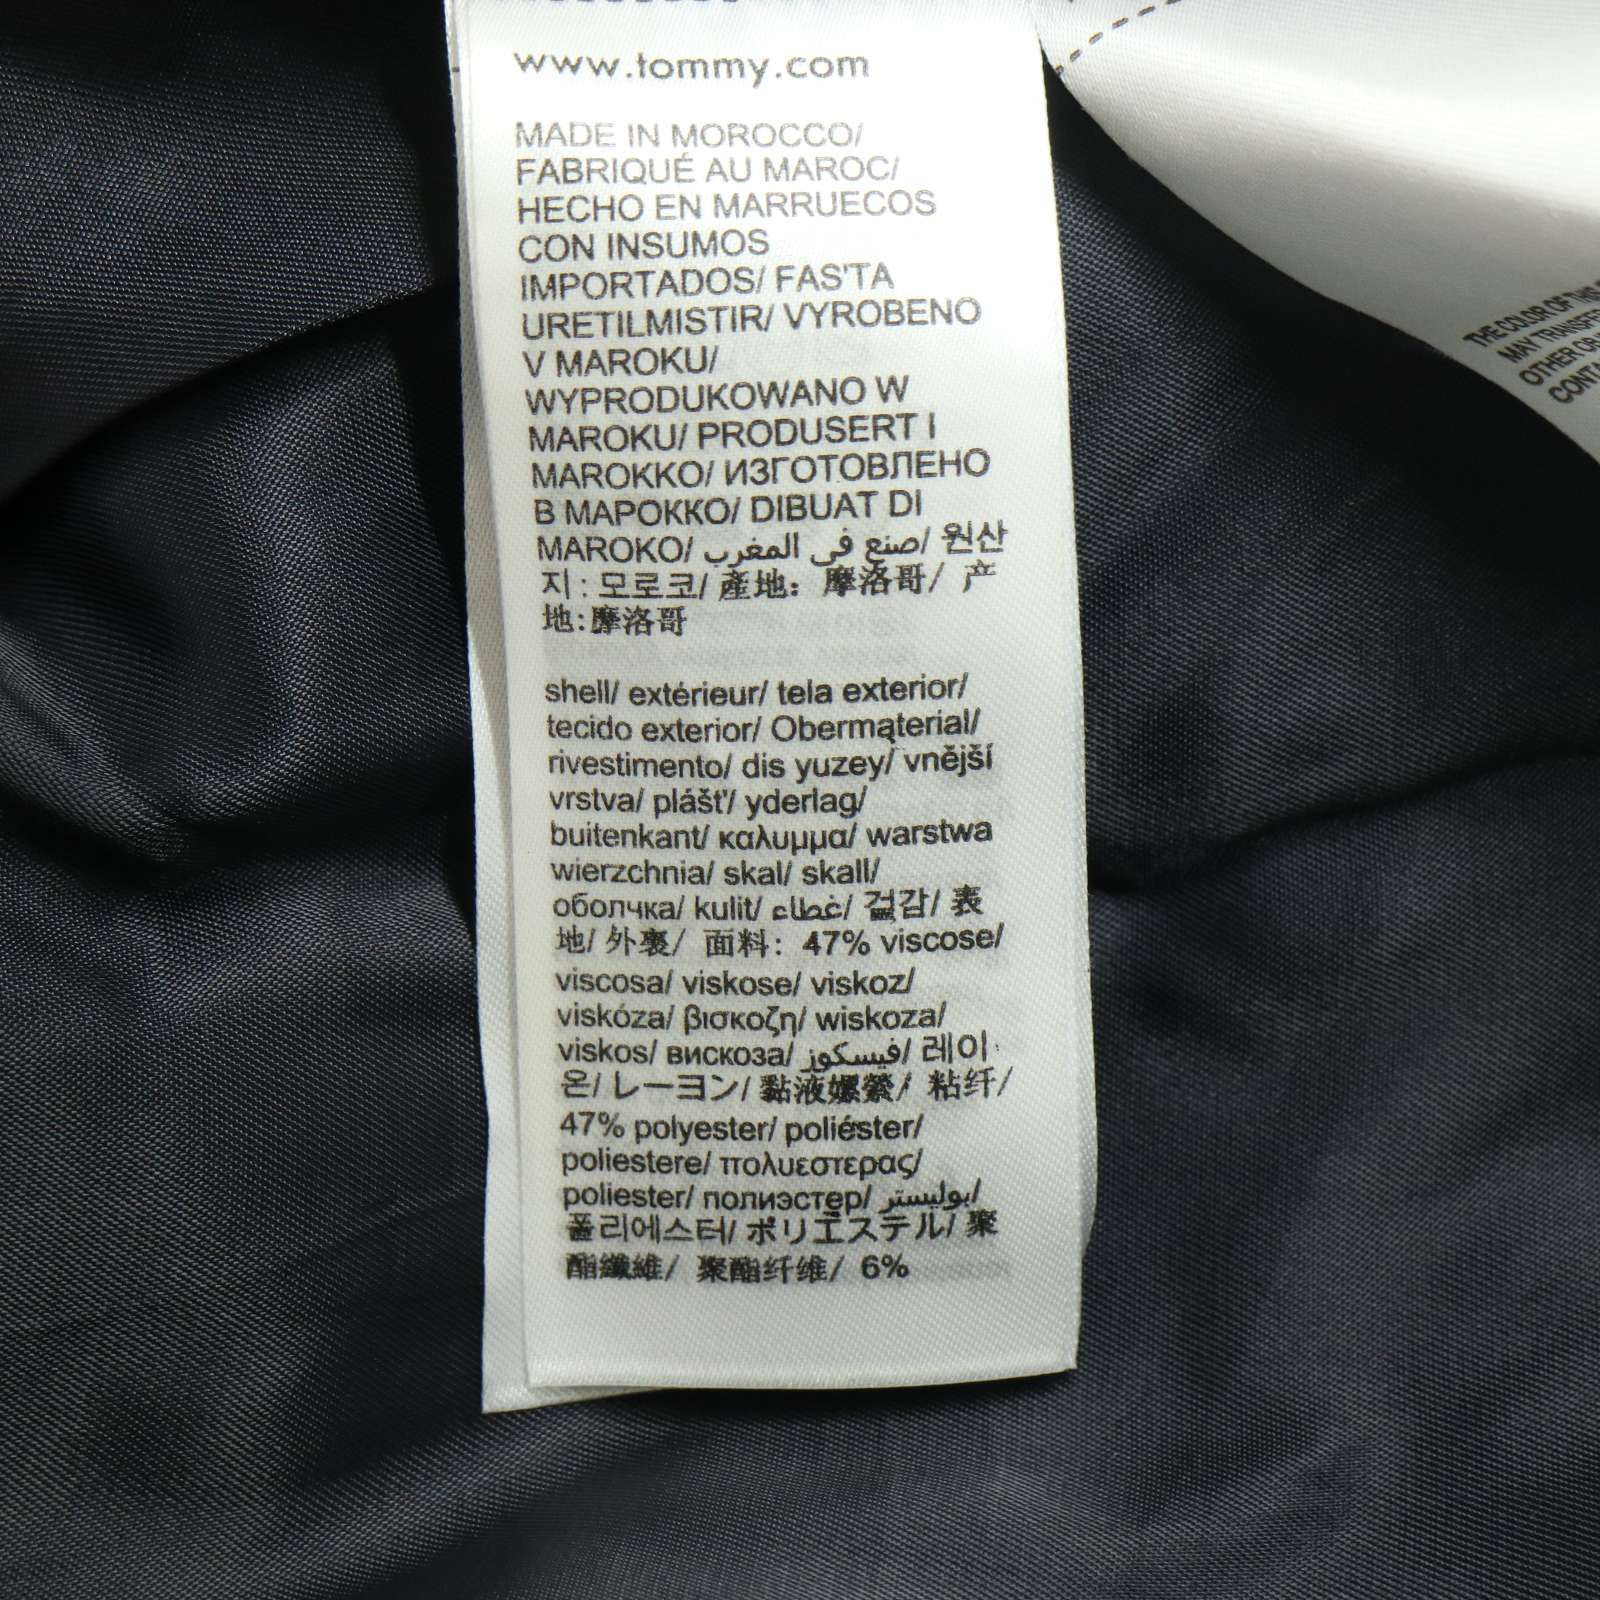 www.tommy.com
MADE IN MOROCCO/
FABRIQUÉ AU MAROC/
HECHO EN MARRUECOS
CON INSUMOS
IMPORTADOS/ FAS'TA
URETILMISTIR/ VYROBENO
V MAROKU/
WYPRODUKOWANO W
MAROKU/ PRODUSERT I
MAROKKO/ ИЗГОТОВЛЕНО
В МАРОККО/ DIBUAT DI
MAROKO/ صنع في المغرب/ 원산
지: 모로코/ 產地: 摩洛哥/ 产
地:摩洛哥
shell/ extérieur/ tela exterior/
tecido exterior/ Obermaterial/
rivestimento/ dis yuzey/ vnější
vrstva/ plášť/ yderlag/
buitenkant/ καλυμμα/ warstwa
wierzchnia/ skal/ skall/
оболчка/ kulit/ غطاء/ 겉감/ 表
地/ 外裏/ 面料: 47% viscose/
viscosa/ viskose/ viskoz/
viskóza/ βισκοζη/ wiskoza/
viskos/ вискоза/ فيسكوز/ 레이
온/ レーヨン/ 黏液嫘縈/ 粘纤/
47% polyester/ poliéster/
poliestere/ πολυεστερας/
poliester/ полиэстер/ بوليستر/
폴리에스터/ ポリエステル/ 聚
酯纖維/ 聚酯纤维/ 6%
THE COLOR OF THIS
MAY TRANSFER
OTHER